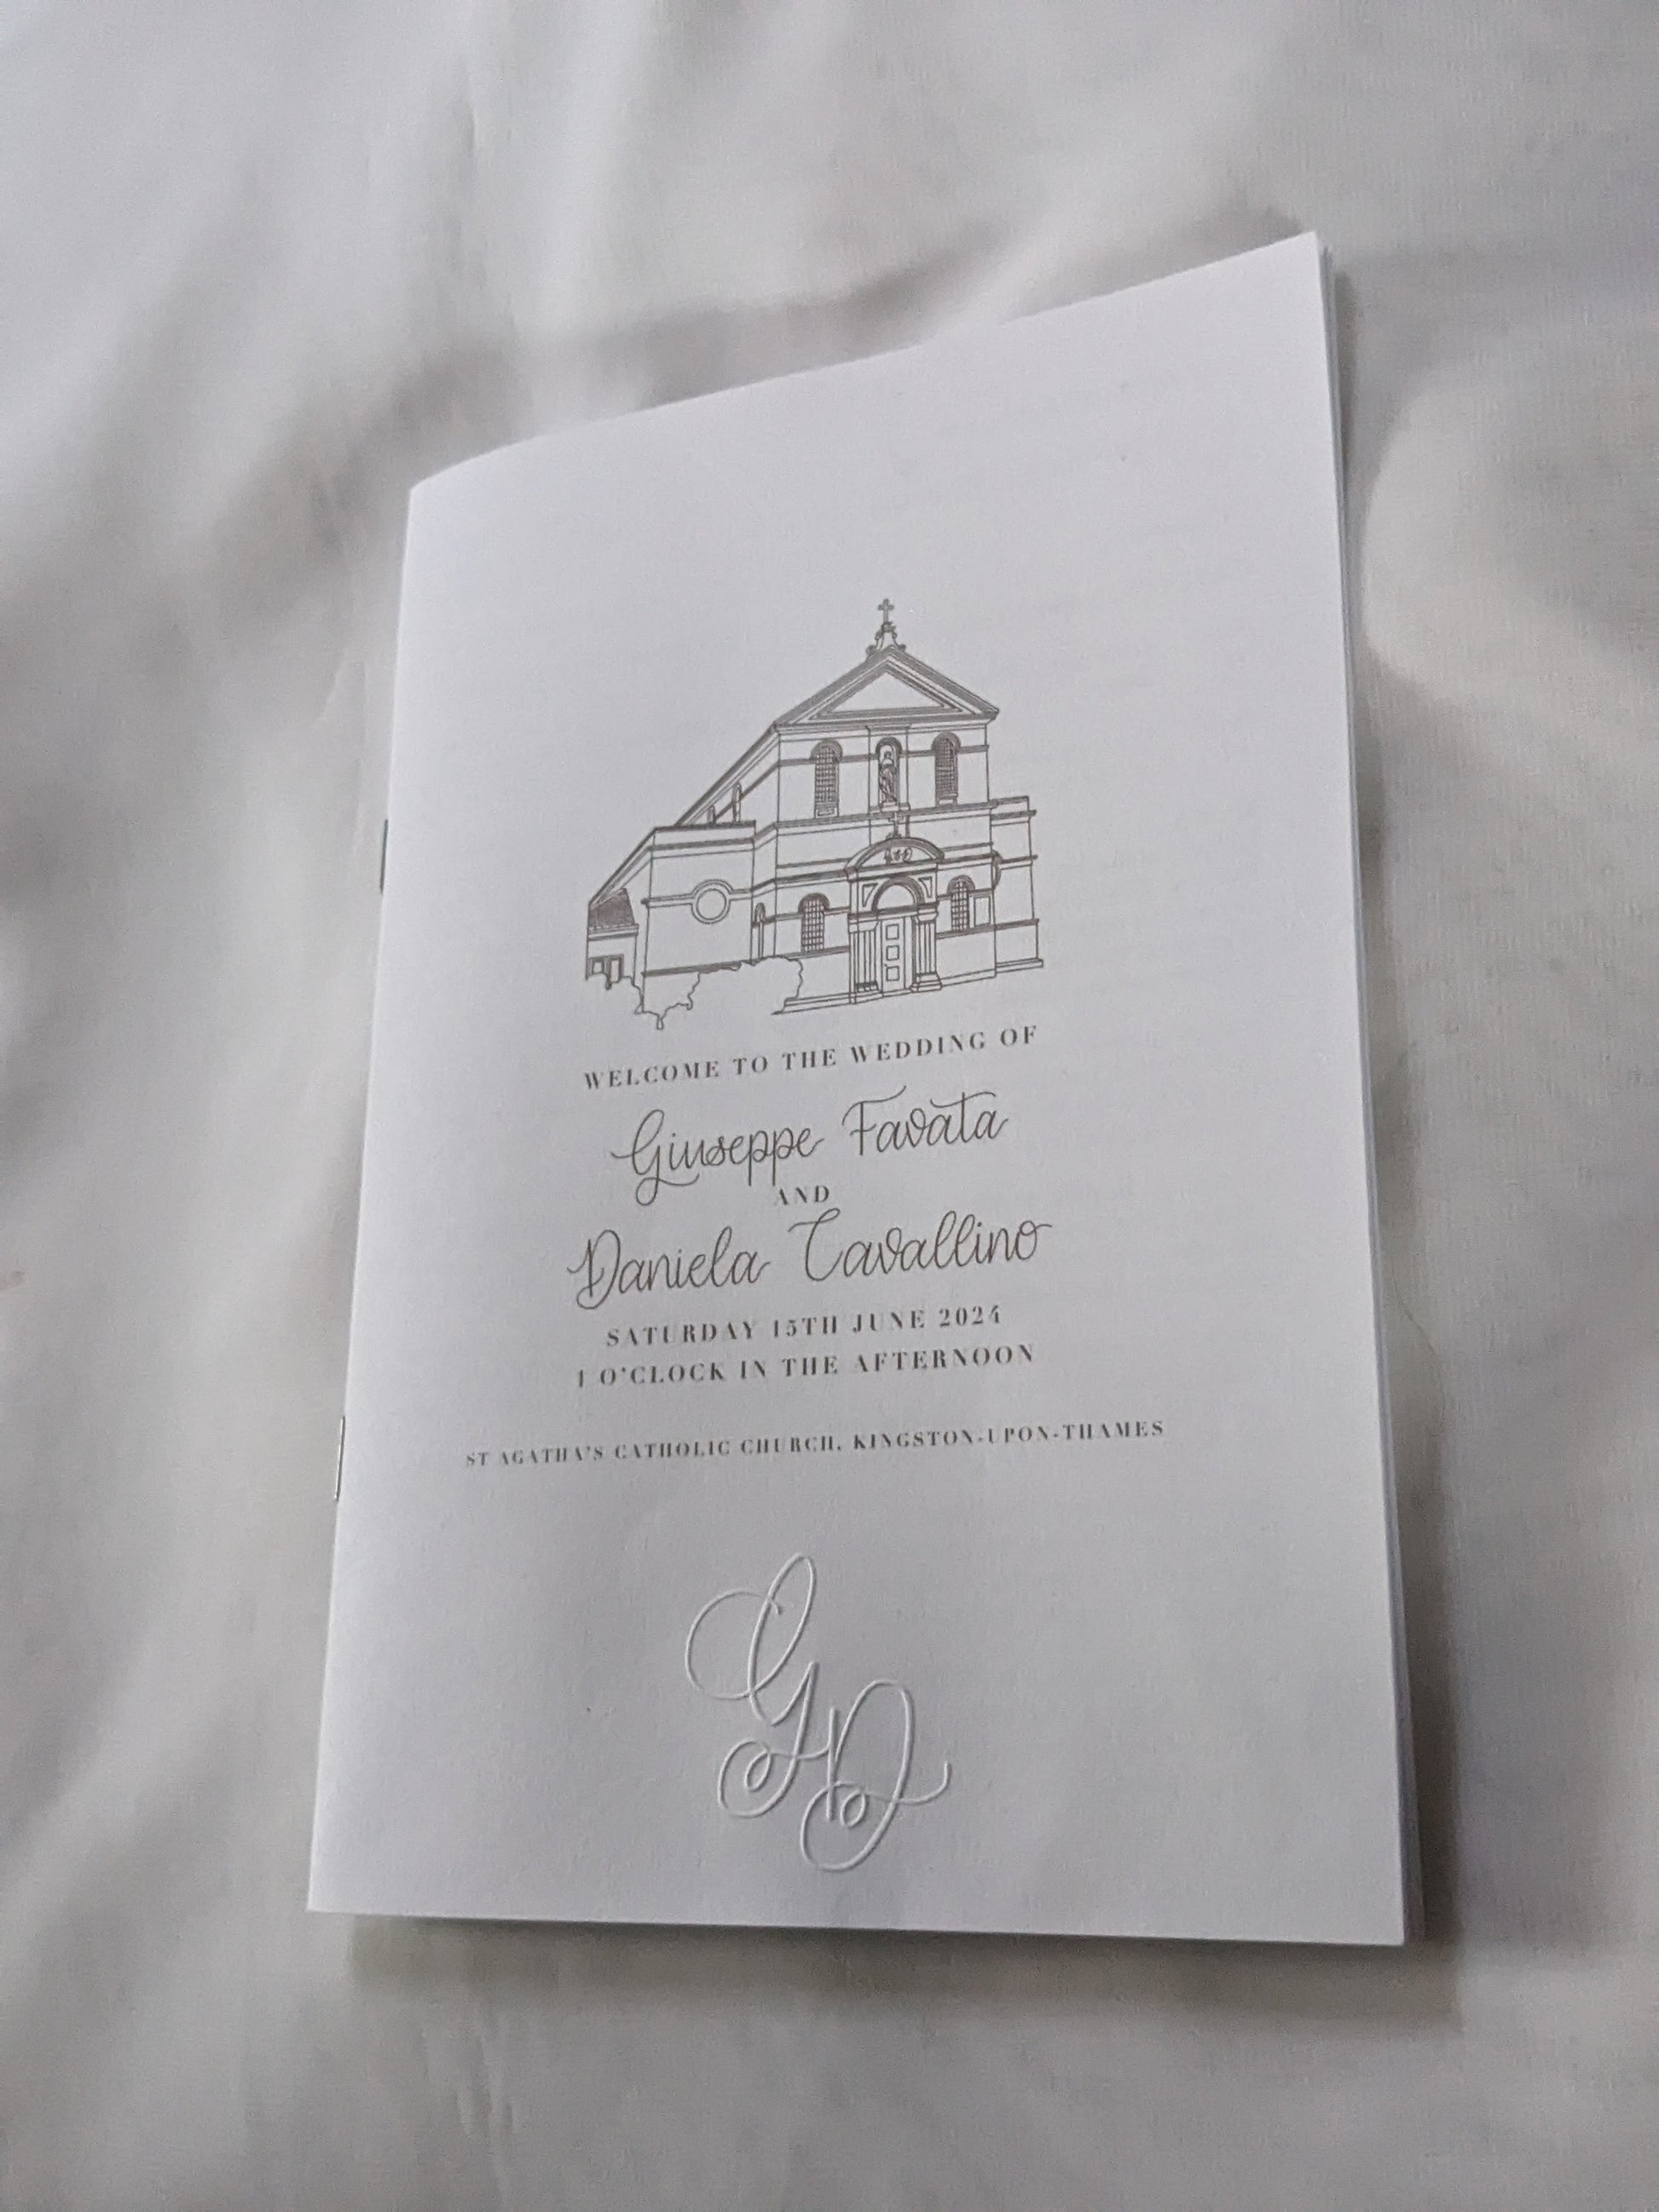 WELCOME TO THE WEDDING OF
Giuseppe Favata
AND
Daniela Cavallino
SATURDAY 15TH JUNE 2024
1 O'CLOCK IN THE AFTERNOON
ST AGATHA'S CATHOLIC CHURCH, KINGSTON-UPON-THAMES
GD